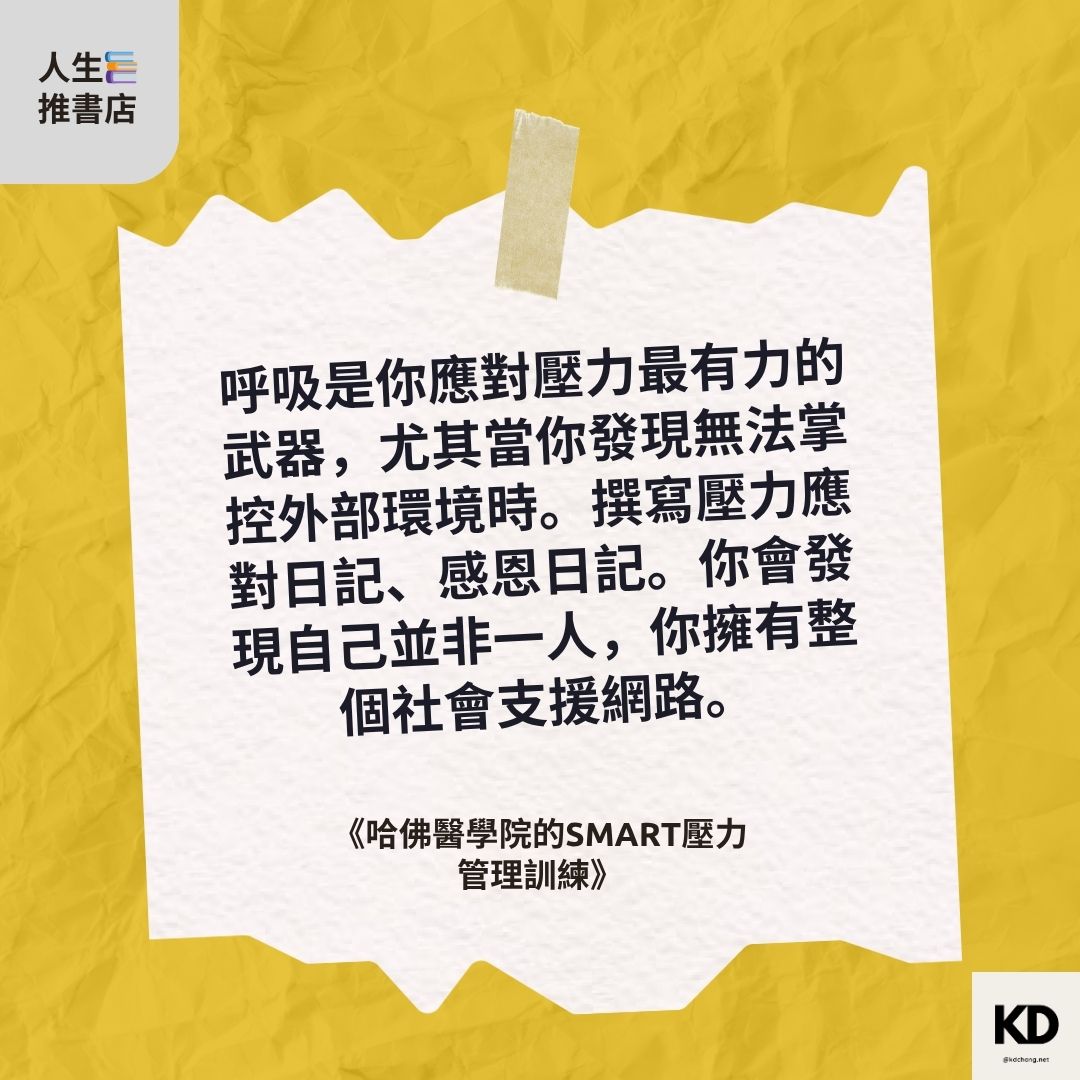 人生
推書店
呼吸是你應對壓力最有力的
武器，尤其當你發現無法掌
控外部環境時。撰寫壓力應
對日記、感恩日記。你會發
現自己並非一人，你擁有整
個社會支援網路。
《哈佛醫學院的SMART壓力
管理訓練》
KD
@kdchong.net